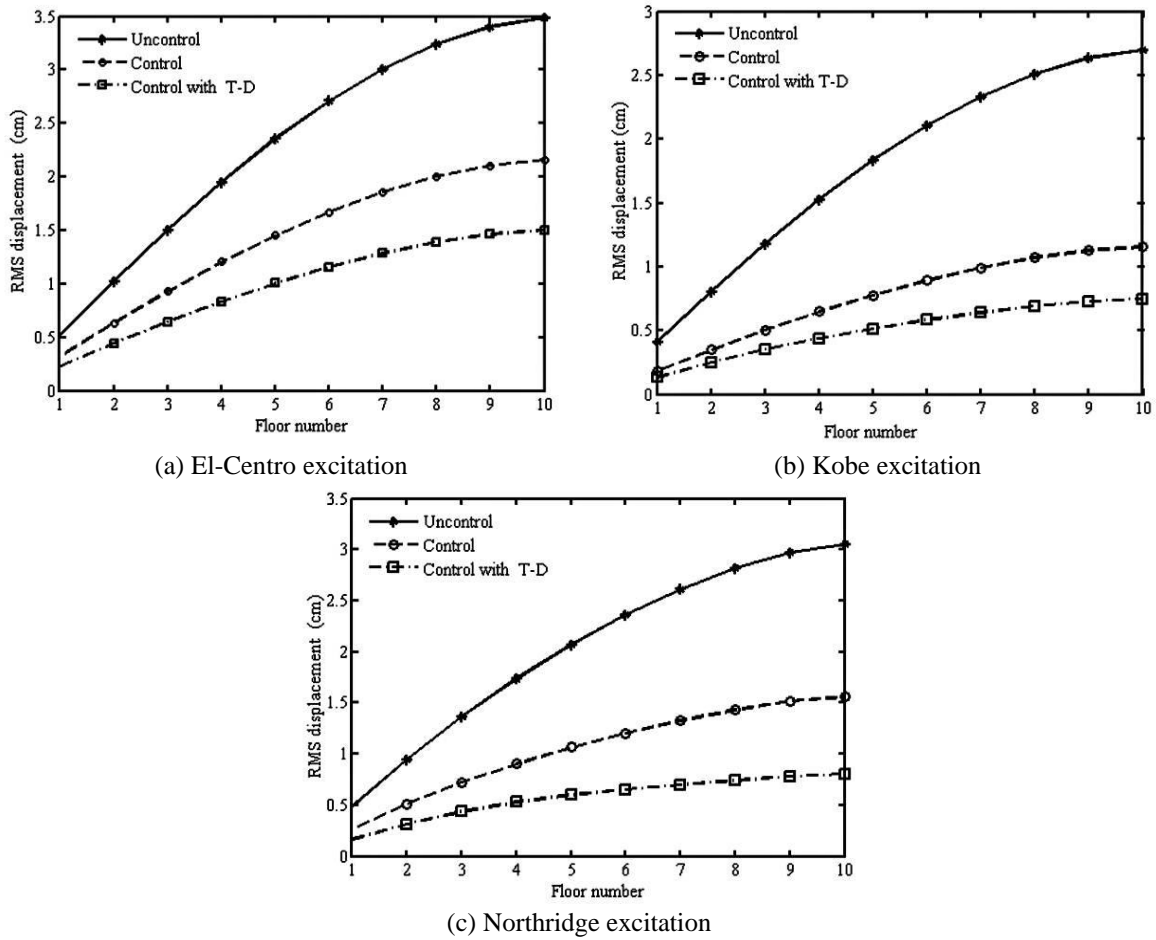 3.5
3
2.5
2
1.5
1
0.5
0
RMS displacement (cm)
Uncontrol
Control
Control with T-D
1 2 3 4 5 6 7 8 9 10
Floor number
(a) El-Centro excitation
3
2.5
2
1.5
1
0.5
0
RMS displacement (cm)
Uncontrol
Control
Control with T-D
1 2 3 4 5 6 7 8 9 10
Floor number
(b) Kobe excitation
3.5
3
2.5
2
1.5
1
0.5
0
RMS displacement (cm)
Uncontrol
Control
Control with T-D
1 2 3 4 5 6 7 8 9 10
Floor number
(c) Northridge excitation